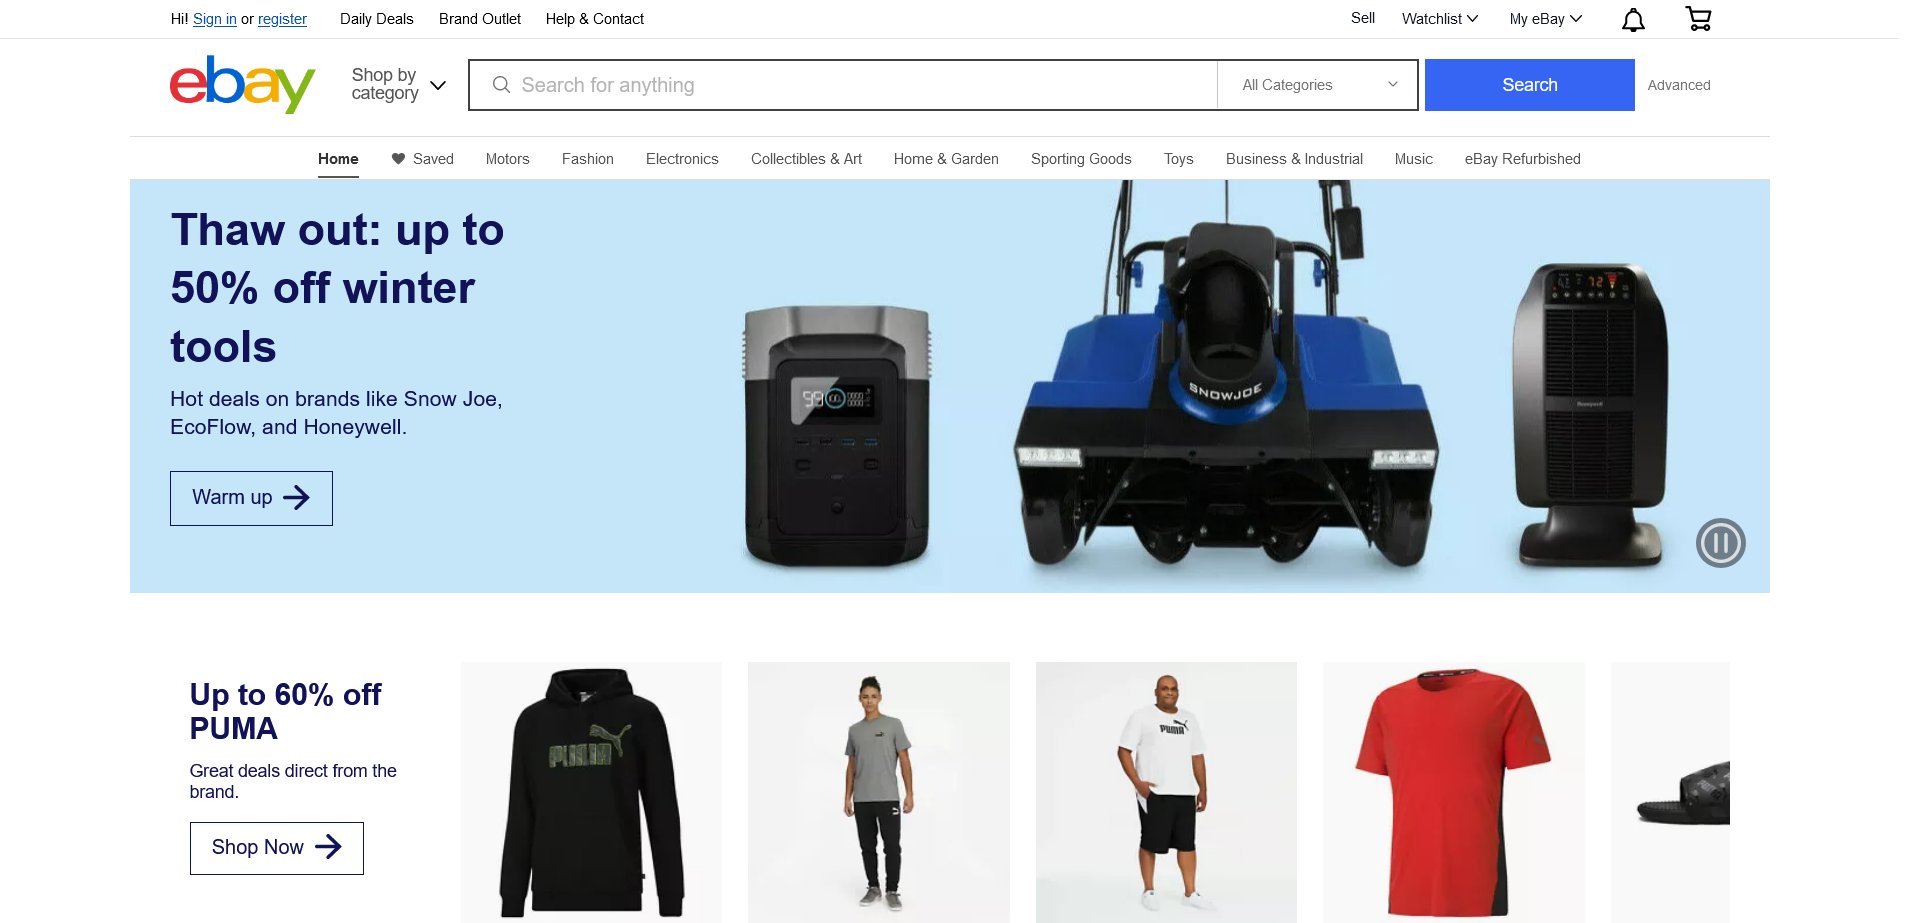 Hi! Sign in or register
Daily Deals
Brand Outlet
Help & Contact
Sell
Watchlist
My eBay
ebay
Shop by
category
Search for anything
All Categories
Search
Advanced
Home
Saved
Motors
Fashion
Electronics
Collectibles & Art
Home & Garden
Sporting Goods
Toys
Business & Industrial
Music
eBay Refurbished
Thaw out: up to
50% off winter
tools
Hot deals on brands like Snow Joe,
EcoFlow, and Honeywell.
Warm up
99
SNOWJOE
72
Honeywell
Up to 60% off
PUMA
Great deals direct from the
brand.
Shop Now
PUMA
PUMA